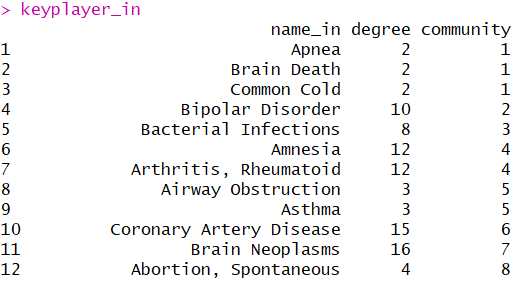 > keyplayer_in
name_in degree community
1 Apnea 2 1
2 Brain Death 2 1
3 Common Cold 2 1
4 Bipolar Disorder 10 2
5 Bacterial Infections 8 3
6 Amnesia 12 4
7 Arthritis, Rheumatoid 12 4
8 Airway Obstruction 3 5
9 Asthma 3 5
10 Coronary Artery Disease 15 6
11 Brain Neoplasms 16 7
12 Abortion, Spontaneous 4 8